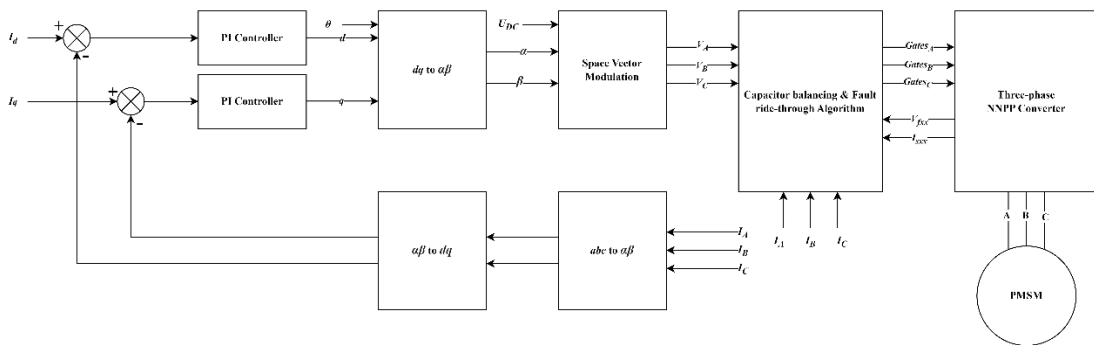 I_d
+
-
PI Controller
θ
d
dq to αβ
U_DC
α
β
Space Vector
Modulation
V_A
V_B
V_C
Capacitor balancing & Fault
ride-through Algorithm
Gates_A
Gates_B
Gates_C
V_fxx
I_sxx
Three-phase
NNPP Converter
I_q
+
-
PI Controller
q
αβ to dq
abc to αβ
I_A
I_B
I_C
I_A
I_B
I_C
A
B
C
PMSM